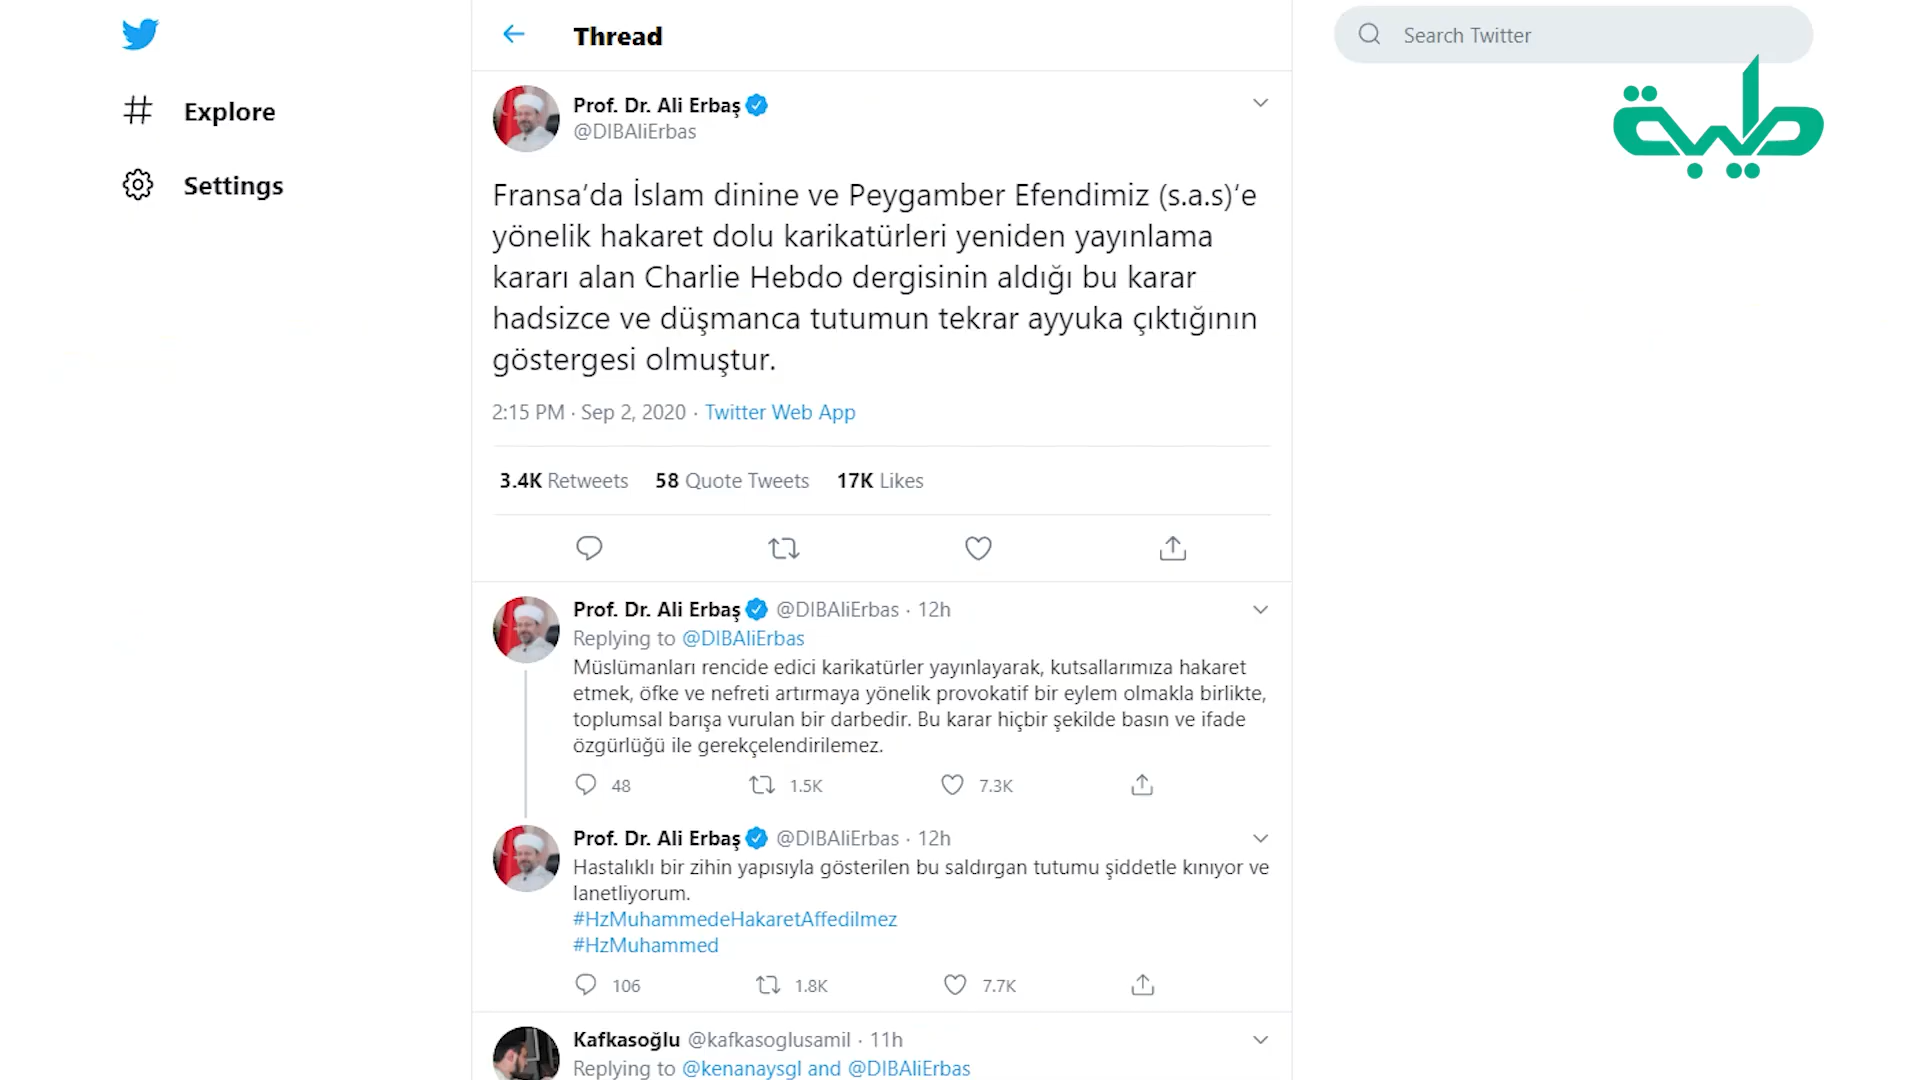 Thread
Search Twitter
طيبة
Explore
Settings
Prof. Dr. Ali Erbaş
@DIBAliErbas
Fransa’da İslam dinine ve Peygamber Efendimiz (s.a.s)‘e
yönelik hakaret dolu karikatürleri yeniden yayınlama
kararı alan Charlie Hebdo dergisinin aldığı bu karar
hadsizce ve düşmanca tutumun tekrar ayyuka çıktığının
göstergesi olmuştur.
2:15 PM · Sep 2, 2020 · Twitter Web App
3.4K Retweets 58 Quote Tweets 17K Likes
Prof. Dr. Ali Erbaş @DIBAliErbas · 12h
Replying to @DIBAliErbas
Müslümanları rencide edici karikatürler yayınlayarak, kutsallarımıza hakaret
etmek, öfke ve nefreti artırmaya yönelik provokatif bir eylem olmakla birlikte,
toplumsal barışa vurulan bir darbedir. Bu karar hiçbir şekilde basın ve ifade
özgürlüğü ile gerekçelendirilemez.
48 1.5K 7.3K
Prof. Dr. Ali Erbaş @DIBAliErbas · 12h
Hastalıklı bir zihin yapısıyla gösterilen bu saldırgan tutumu şiddetle kınıyor ve
lanetliyorum.
#HzMuhammedeHakaretAffedilmez
#HzMuhammed
106 1.8K 7.7K
Kafkasoğlu @kafkasoglusamil · 11h
Replying to @kenanaysgl and @DIBAliErbas